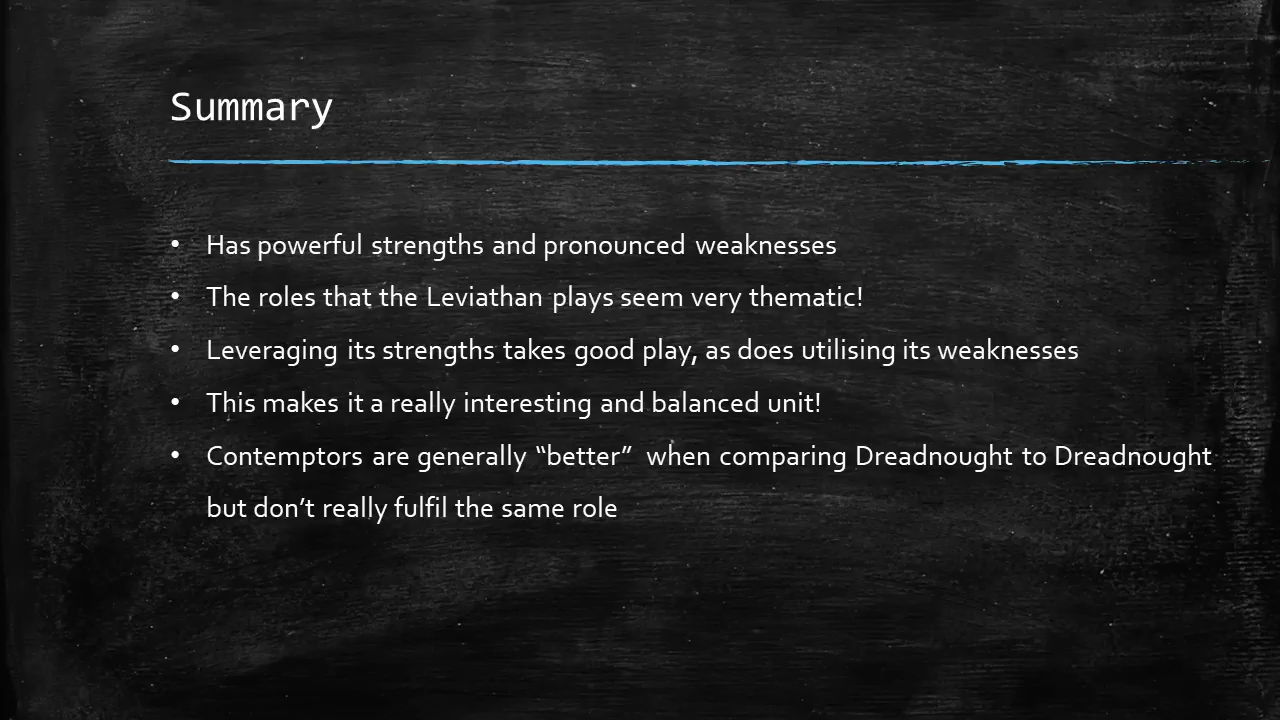 Summary
• Has powerful strengths and pronounced weaknesses
• The roles that the Leviathan plays seem very thematic!
• Leveraging its strengths takes good play, as does utilising its weaknesses
• This makes it a really interesting and balanced unit!
• Contemptors are generally “better” when comparing Dreadnought to Dreadnought
but don’t really fulfil the same role